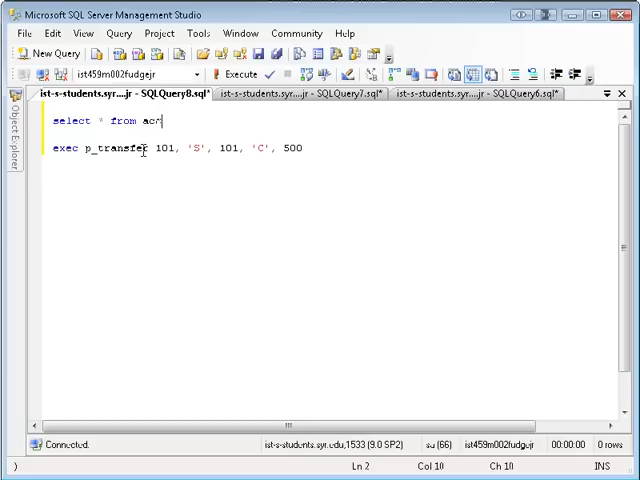 Microsoft SQL Server Management Studio
File Edit View Query Project Tools Window Community Help
New Query
ist459m002fudgejr Execute
ist-s-students.syr....jr - SQLQuery8.sql* ist-s-students.syr....jr - SQLQuery7.sql* ist-s-students.syr....jr - SQLQuery6.sql*
Object Explorer
select * from
exec p_transfer 101, 'S', 101, 'C', 500
Connected. ist-s-students.syr.edu,1533 (9.0 SP2) (66) ist459m002fudgejr 00:00:00 0 rows
) Ln 2 Col 10 Ch 10 INS